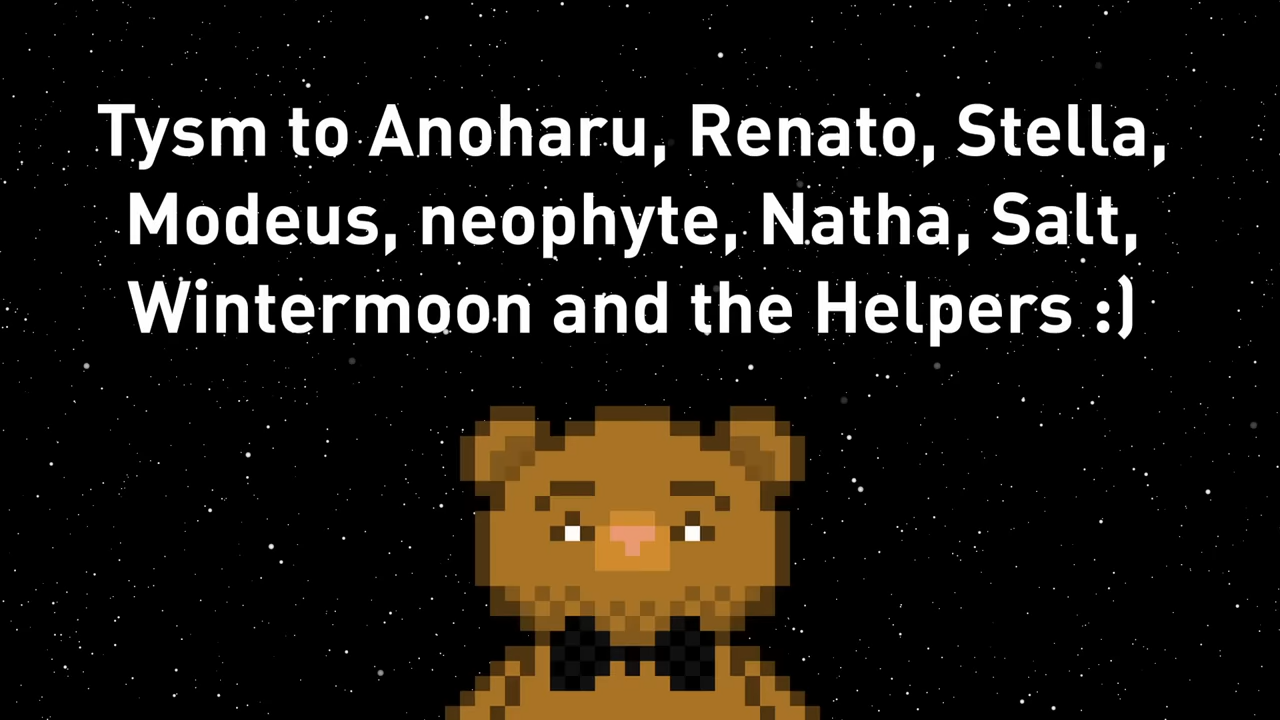 Tysm to Anoharu, Renato, Stella,
Modeus, neophyte, Natha, Salt,
Wintermoon and the Helpers :)